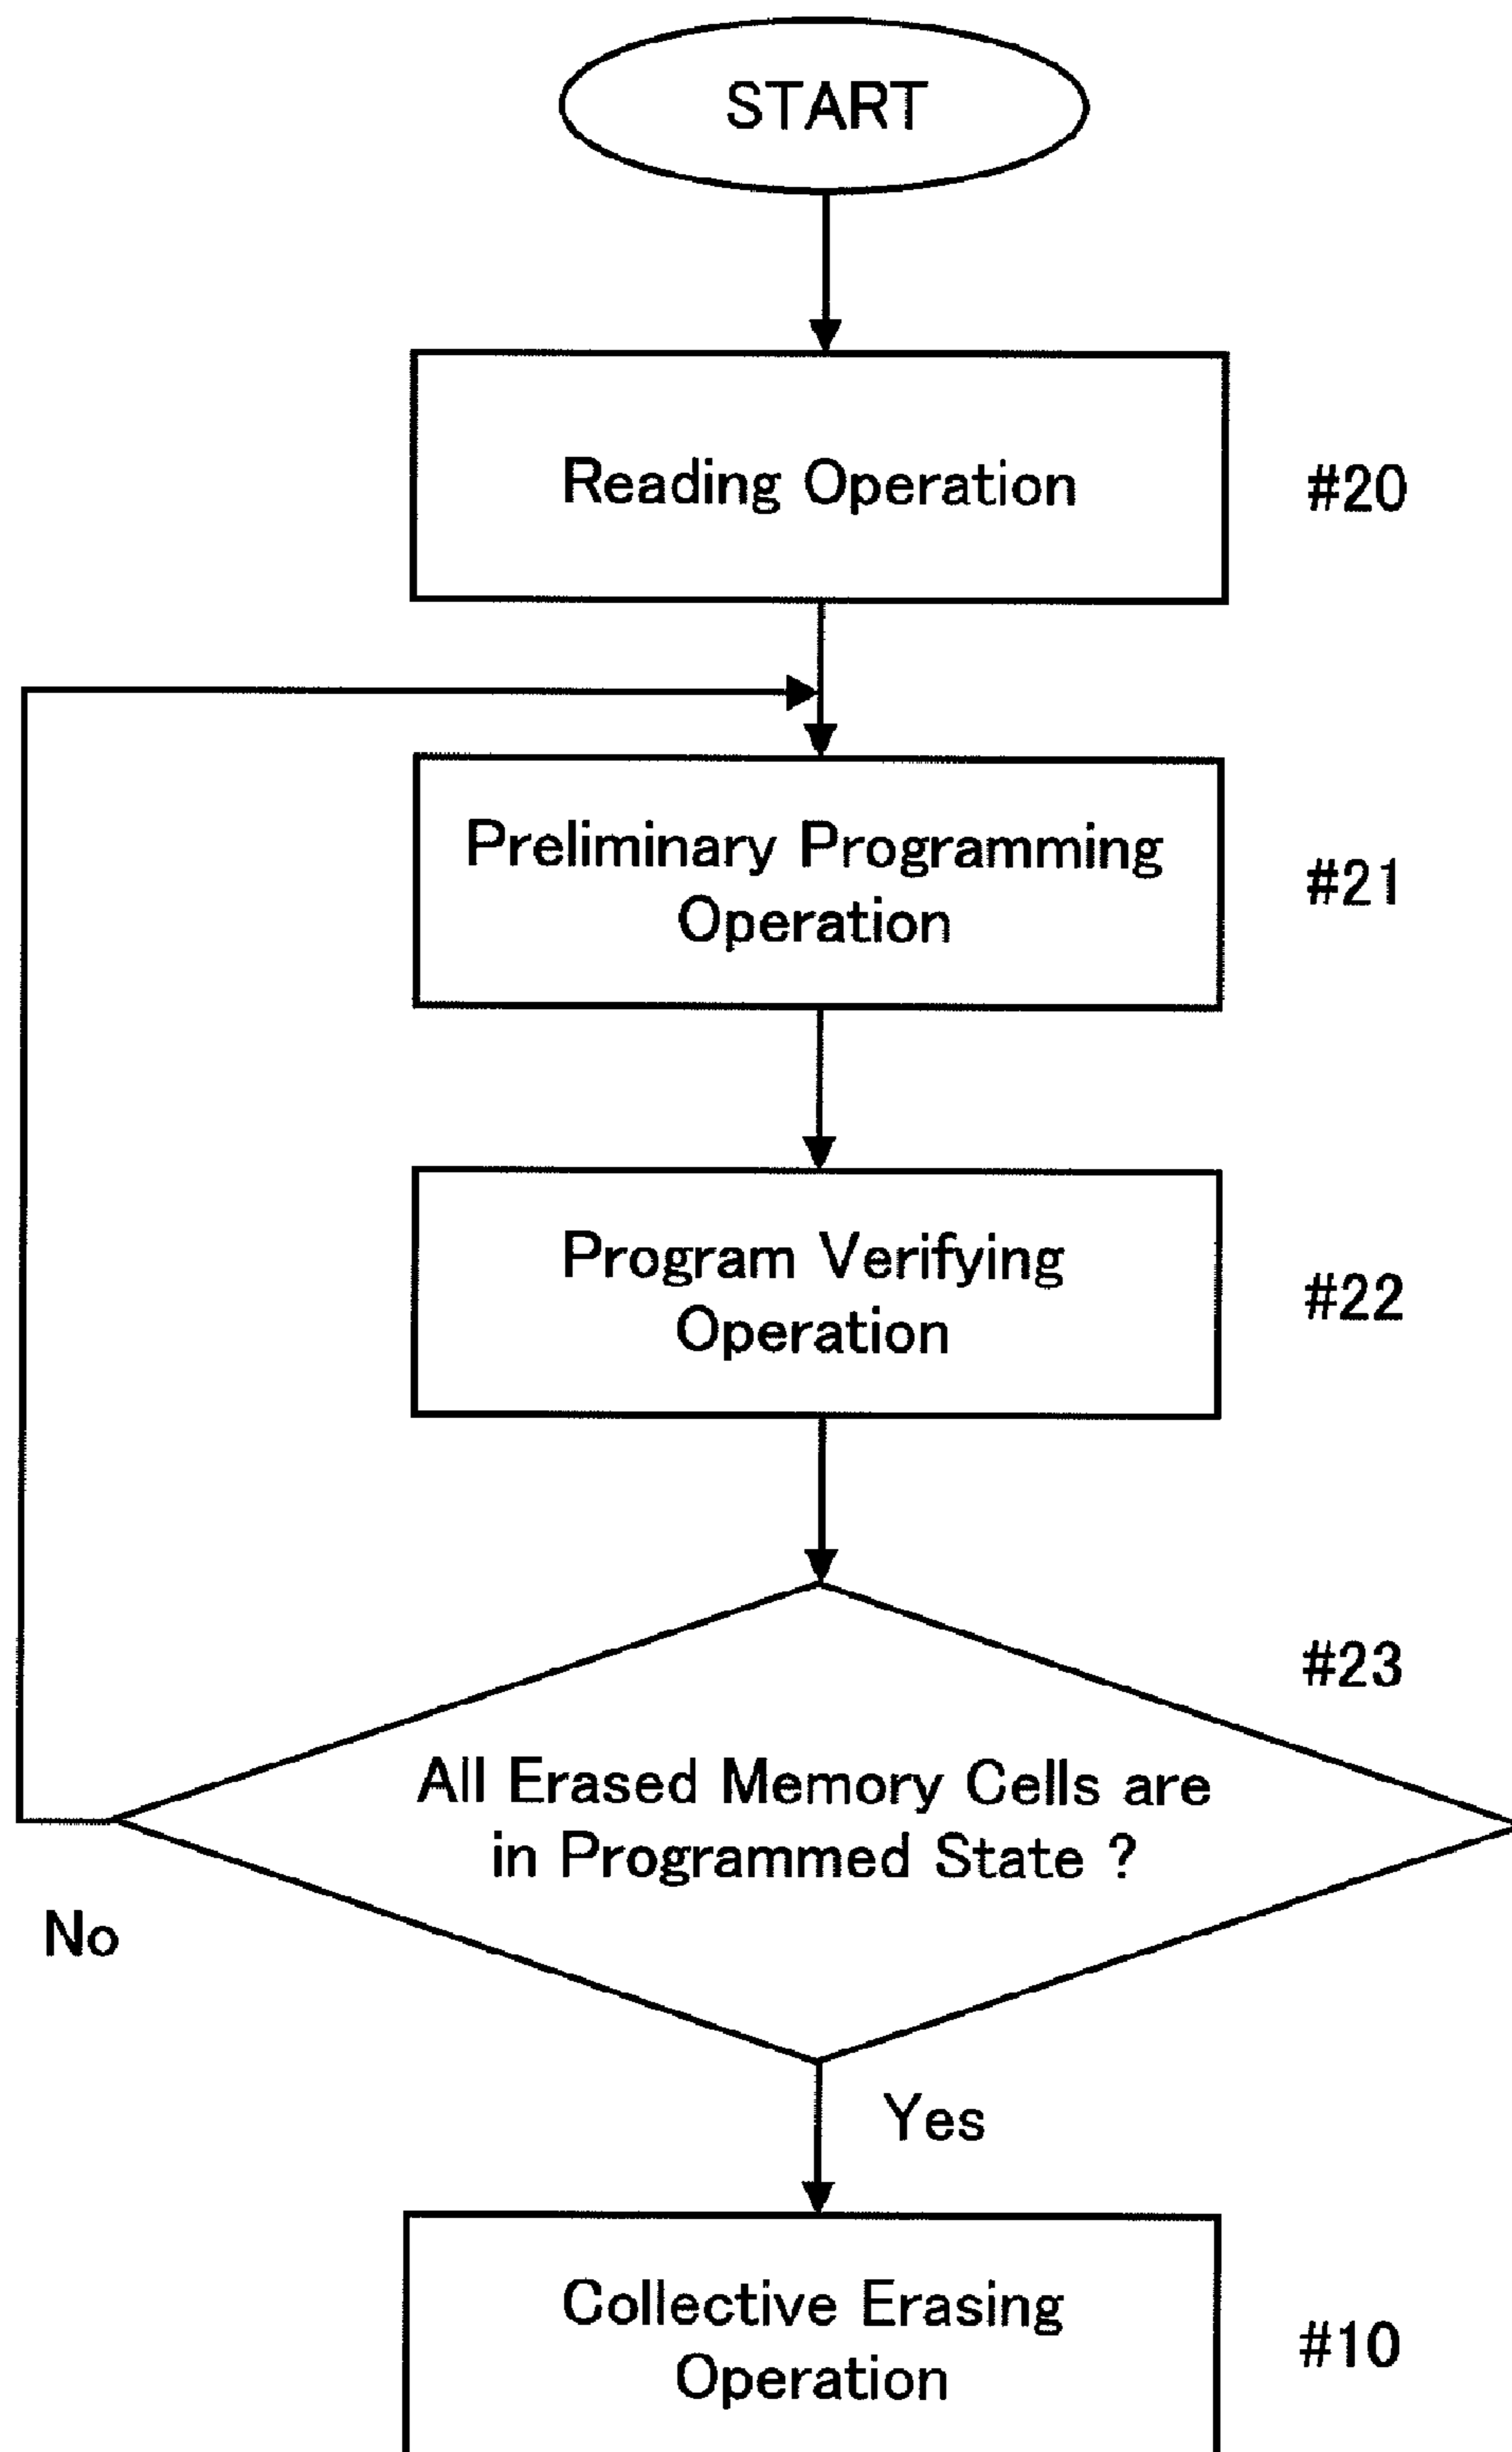 START
Reading Operation
#20
Preliminary Programming
Operation
#21
Program Verifying
Operation
#22
#23
All Erased Memory Cells are
in Programmed State ?
No
Yes
Collective Erasing
Operation
#10